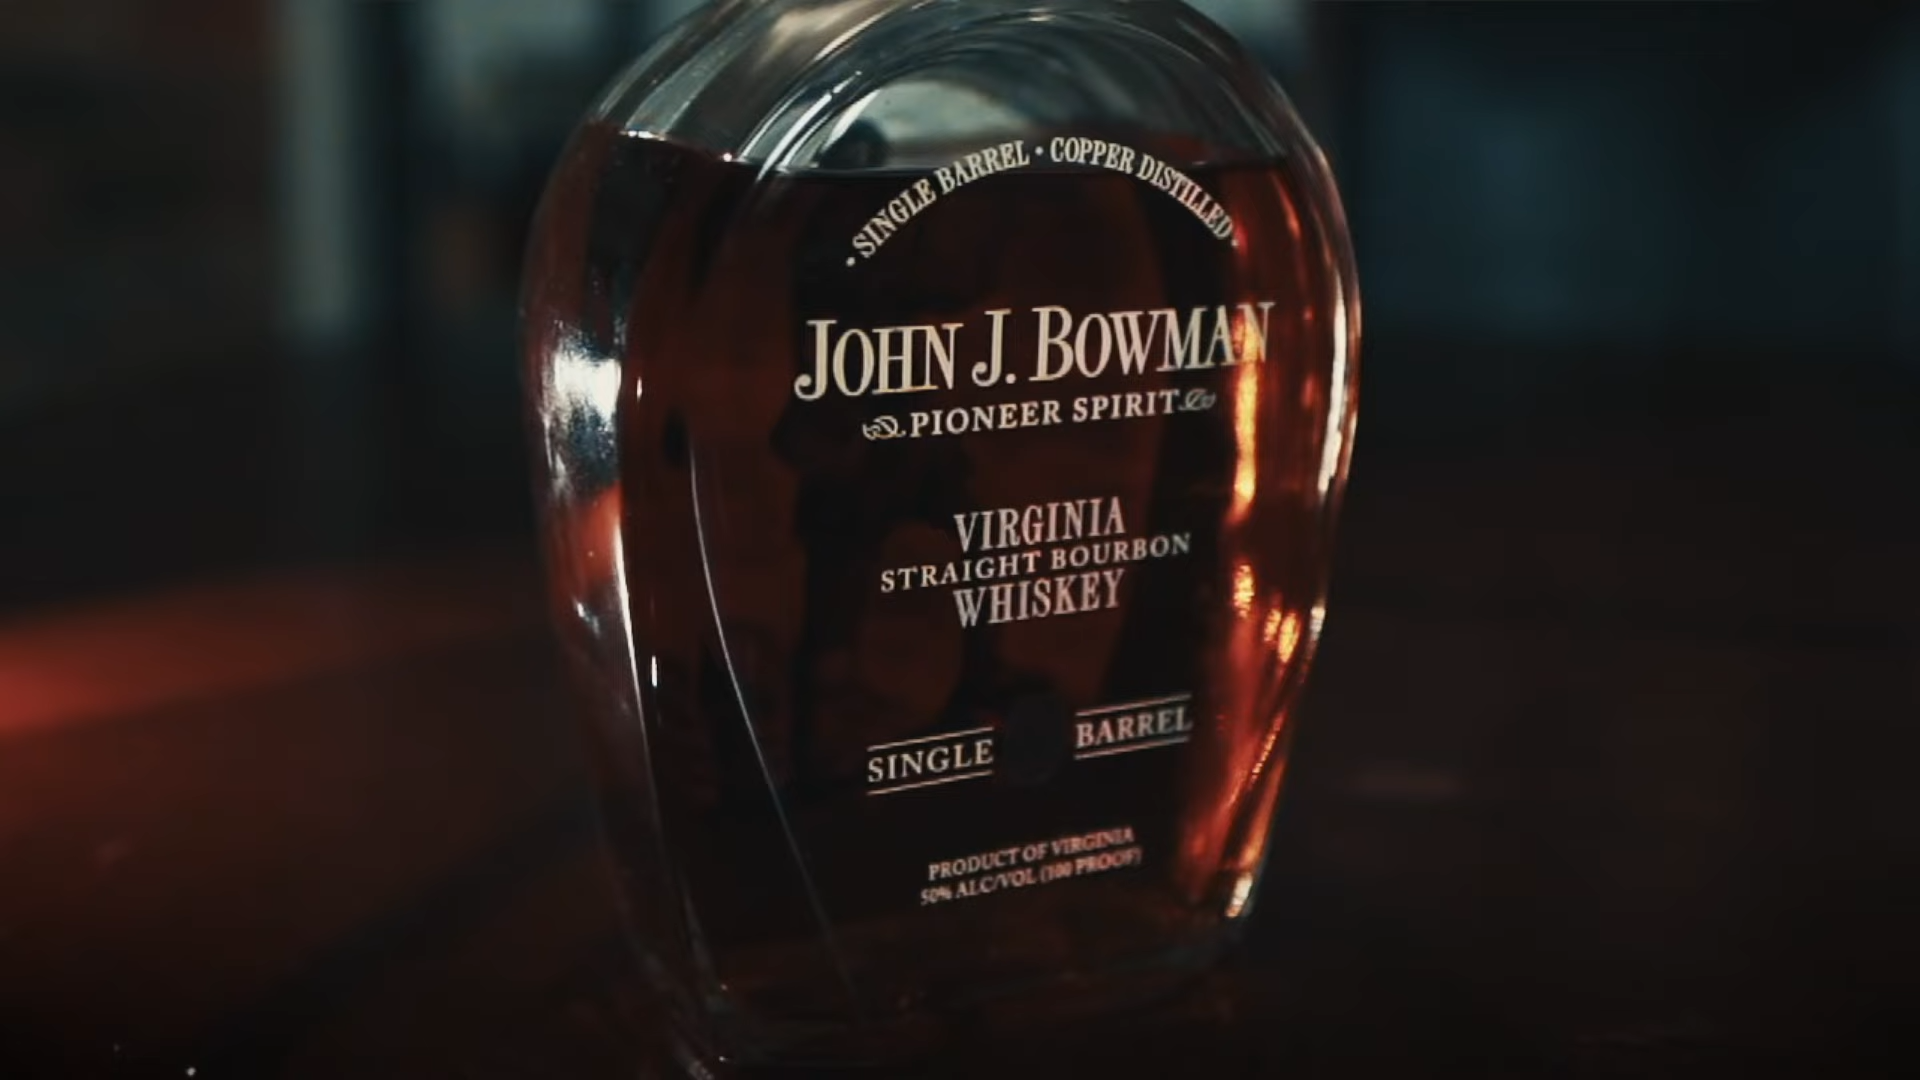 • SINGLE BARREL • COPPER DISTILLED •
JOHN J. BOWMAN
PIONEER SPIRIT
VIRGINIA
STRAIGHT BOURBON
WHISKEY
SINGLE BARREL
PRODUCT OF VIRGINIA
50% ALC/VOL (100 PROOF)